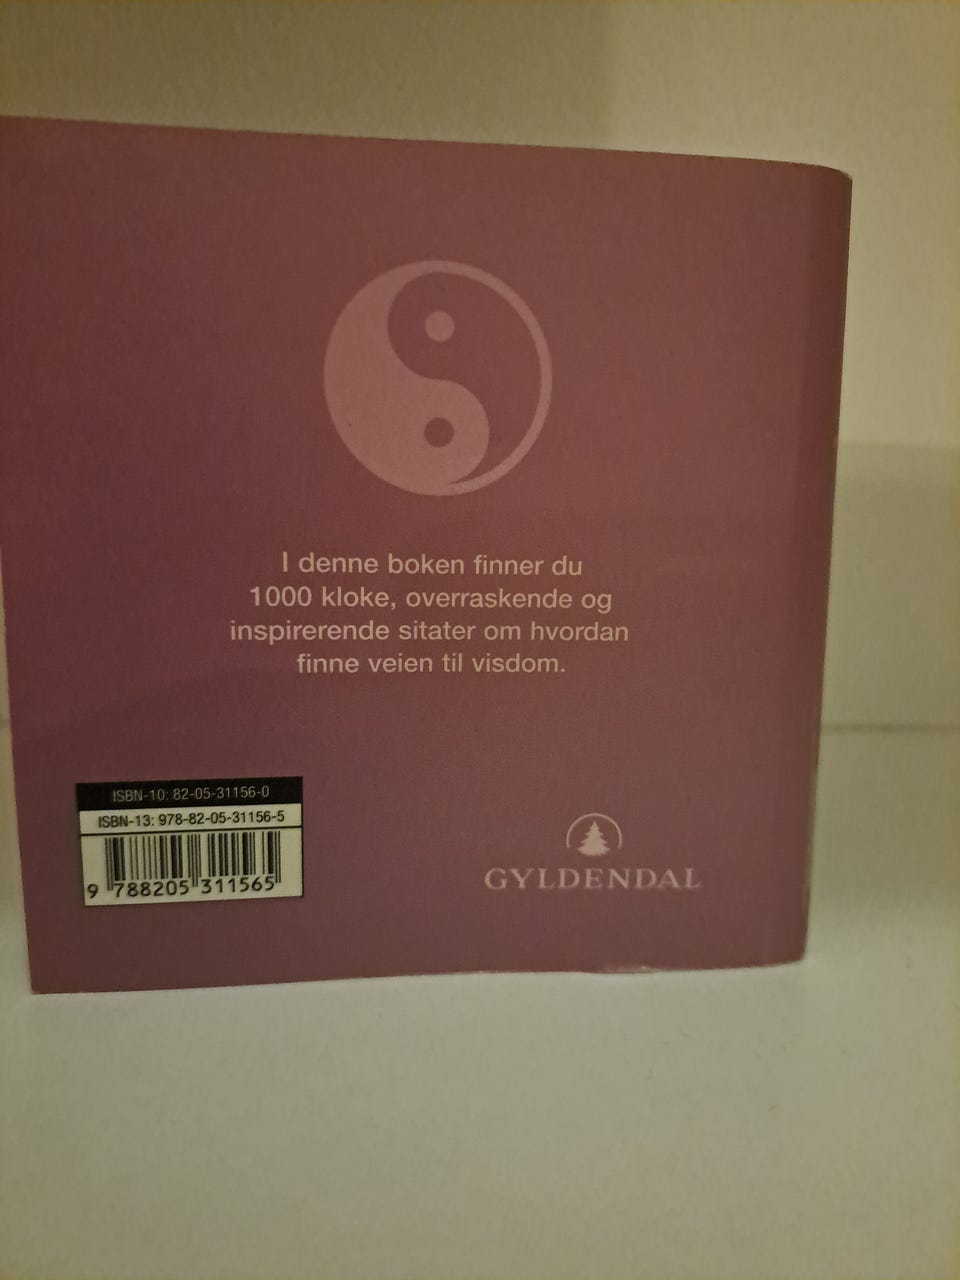 I denne boken finner du
1000 kloke, overraskende og
inspirerende sitater om hvordan
finne veien til visdom.
ISBN-10: 82-05-31156-0
ISBN-13: 978-82-05-31156-5
9 788205 311565
GYLDENDAL